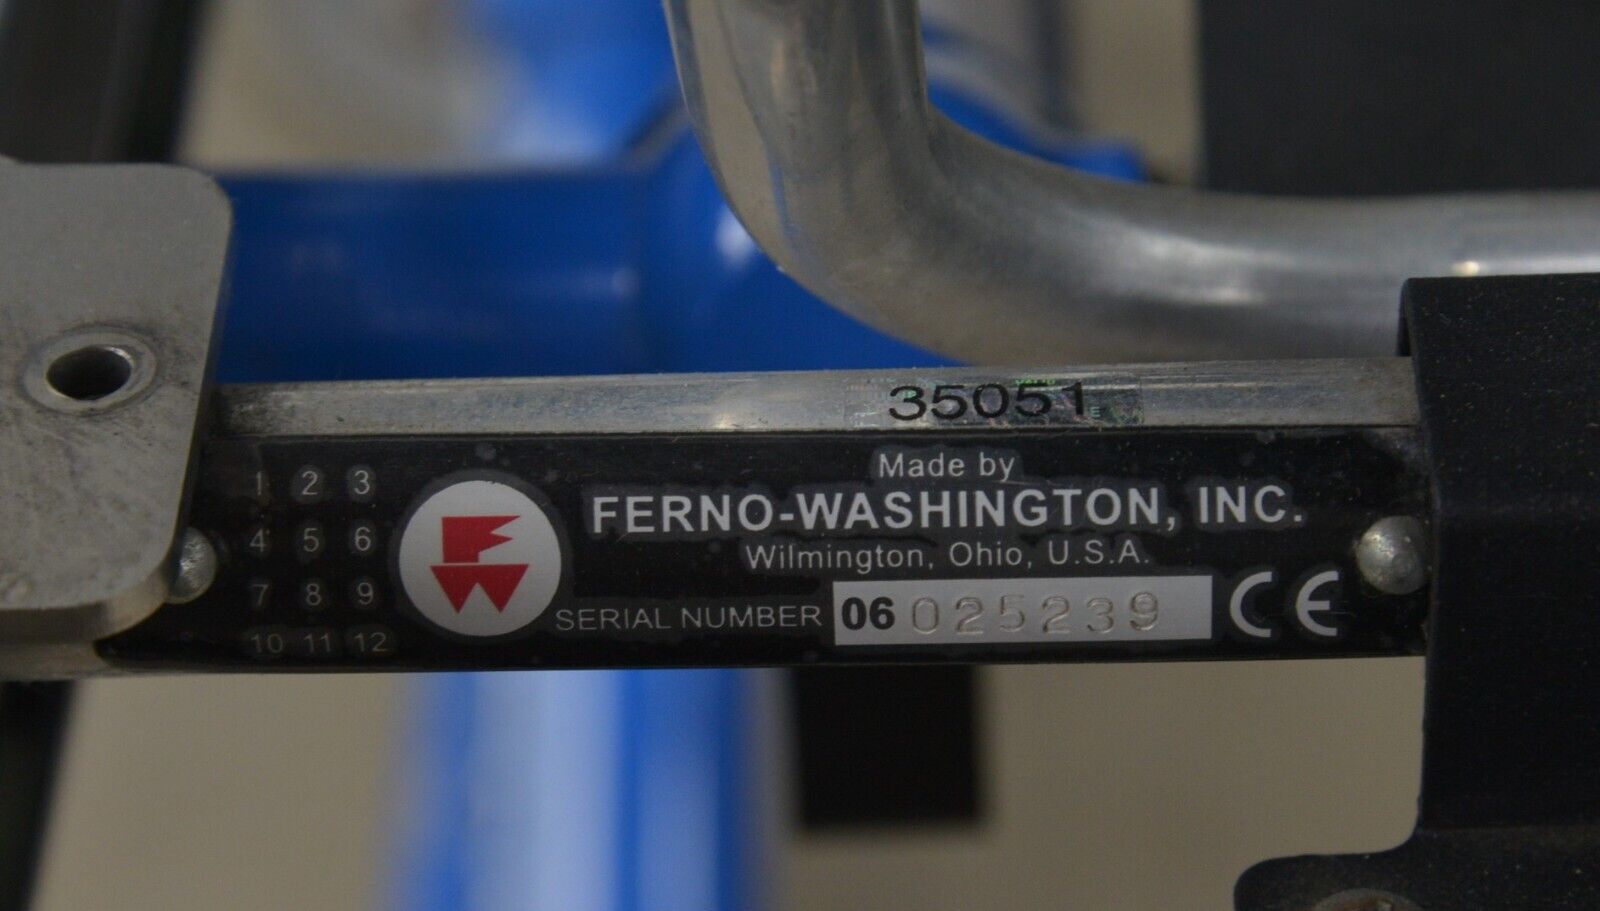 35051
1 2 3
4 5 6
7 8 9
10 11 12
FW
Made by
FERNO-WASHINGTON, INC.
Wilmington, Ohio, U.S.A.
SERIAL NUMBER 06 025239 CE